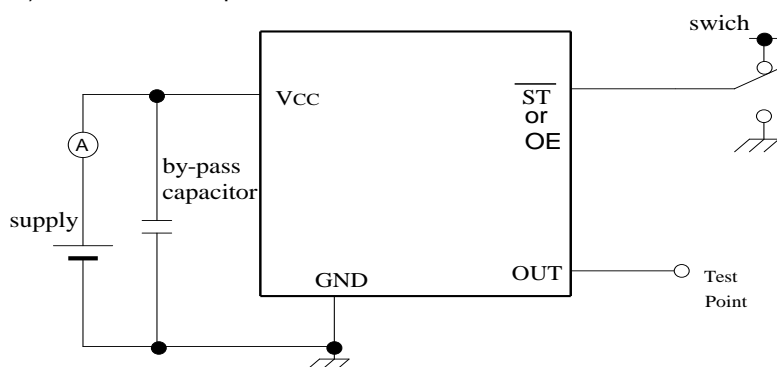 swich
VCC
ST
or
OE
A
by-pass
capacitor
supply
GND
OUT
Test
Point